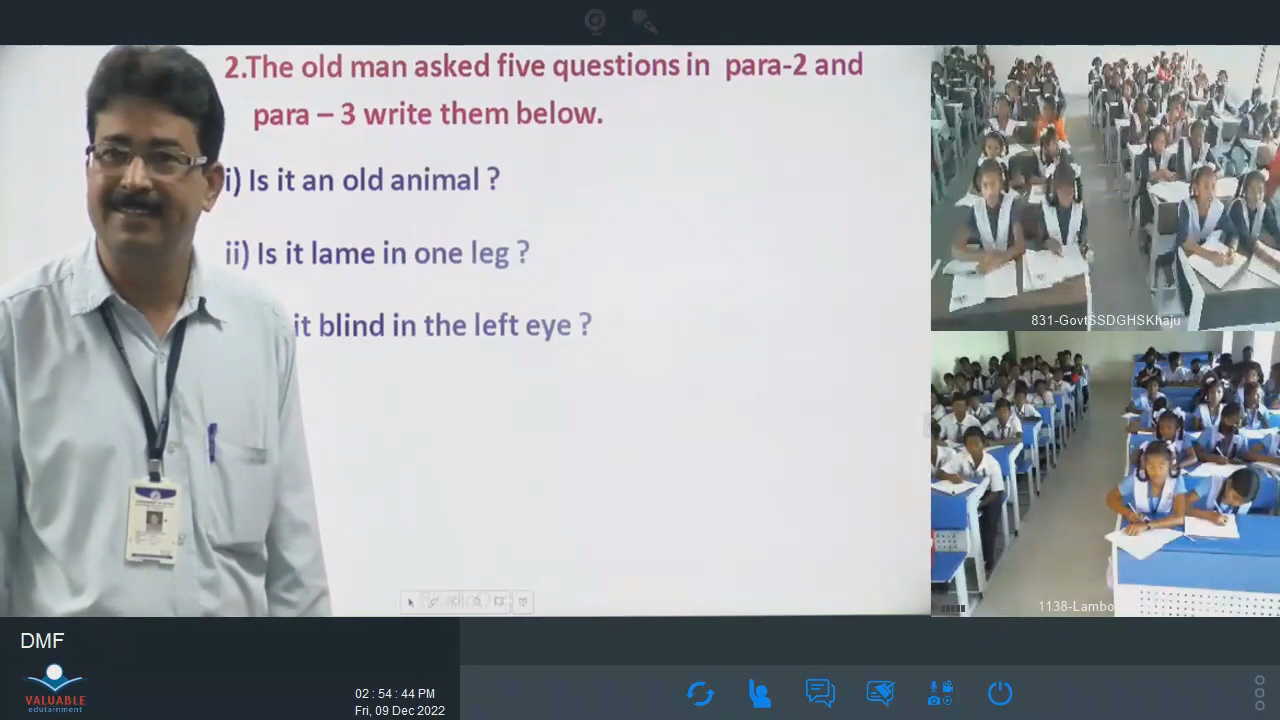 2.The old man asked five questions in para-2 and
para – 3 write them below.
i) Is it an old animal ?
ii) Is it lame in one leg ?
it blind in the left eye ?
831-GovtSSDGHSKhaju
1138-Lambo
DMF
VALUABLE
edutainment
02 : 54 : 44 PM
Fri, 09 Dec 2022